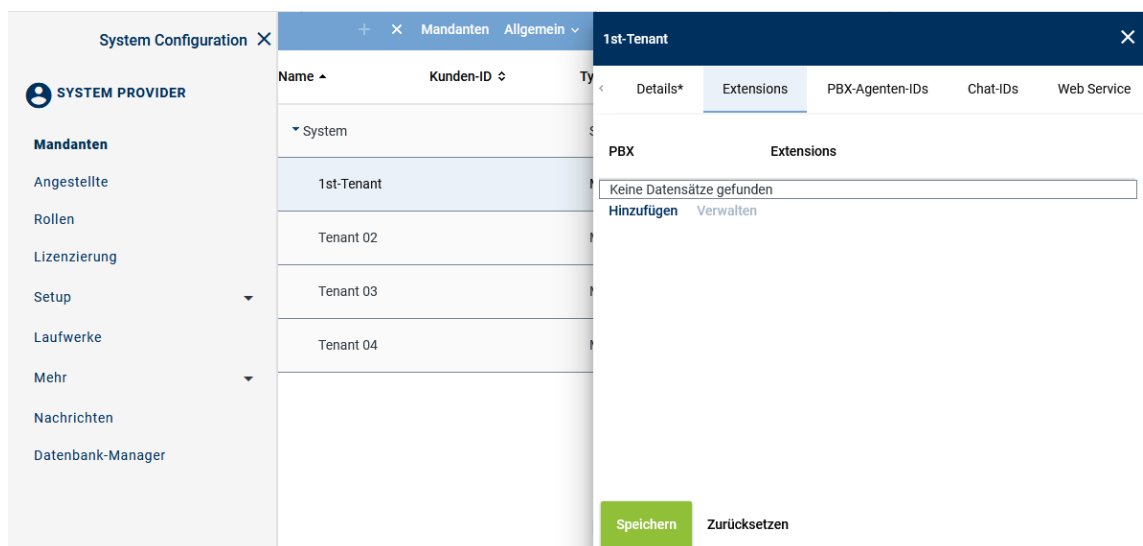 System Configuration
SYSTEM PROVIDER
Mandanten
Angestellte
Rollen
Lizenzierung
Setup
Laufwerke
Mehr
Nachrichten
Datenbank-Manager
Mandanten Allgemein
Name Kunden-ID Ty
System S
1st-Tenant
Tenant 02
Tenant 03
Tenant 04
1st-Tenant
Details* Extensions PBX-Agenten-IDs Chat-IDs Web Service
PBX Extensions
Keine Datensätze gefunden
Hinzufügen Verwalten
Speichern Zurücksetzen